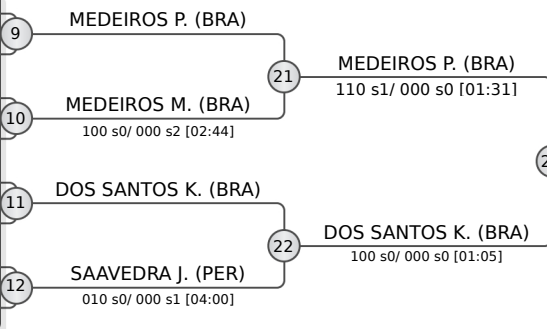 9
MEDEIROS P. (BRA)
21
MEDEIROS P. (BRA)
110 s1/ 000 s0 [01:31]
10
MEDEIROS M. (BRA)
100 s0/ 000 s2 [02:44]
11
DOS SANTOS K. (BRA)
22
DOS SANTOS K. (BRA)
100 s0/ 000 s0 [01:05]
12
SAAVEDRA J. (PER)
010 s0/ 000 s1 [04:00]